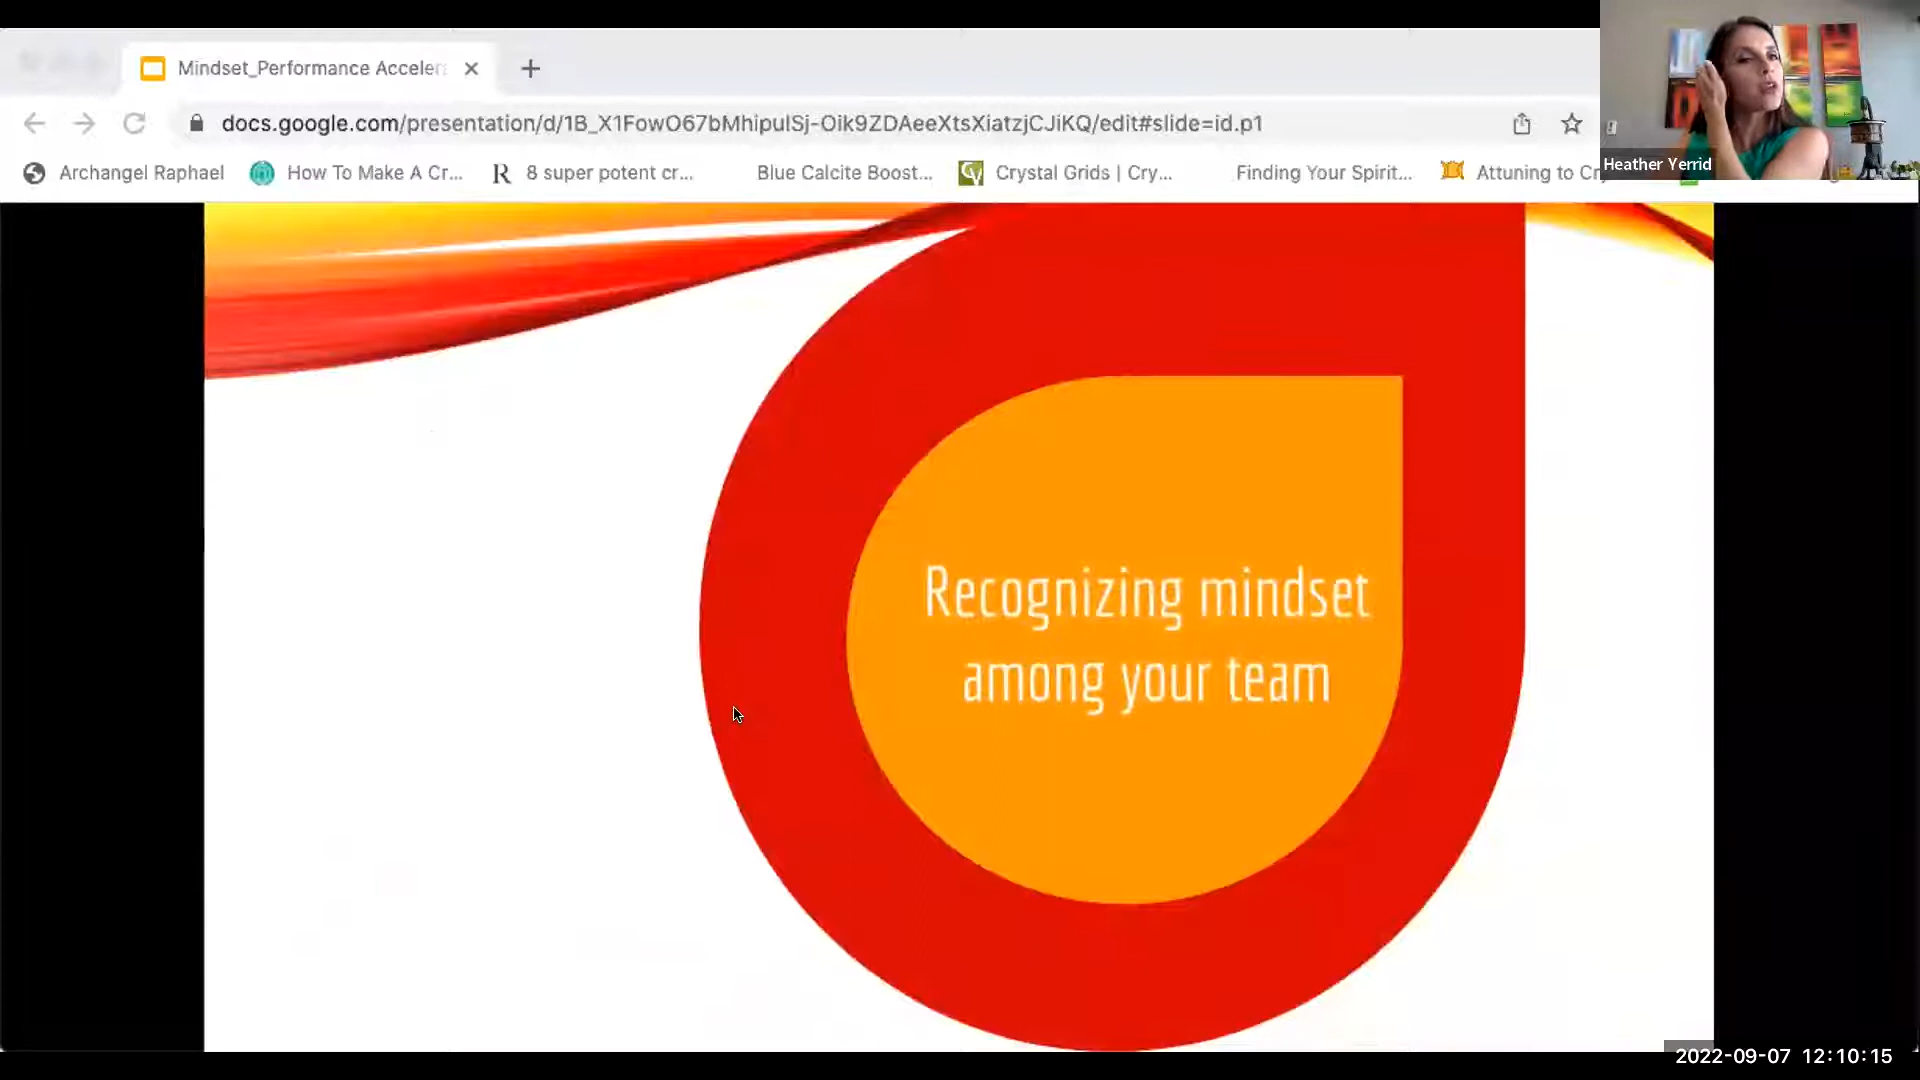 Mindset_Performance Acceler
docs.google.com/presentation/d/1B_X1FowO67bMhipulSj-Oik9ZDAeeXtsXiatzjCJiKQ/edit#slide=id.p1
Archangel Raphael
How To Make A Cr...
8 super potent cr...
Blue Calcite Boost...
Crystal Grids | Cry...
Finding Your Spirit...
Attuning to Cry
Heather Yerrid
Recognizing mindset
among your team
2022-09-07 12:10:15